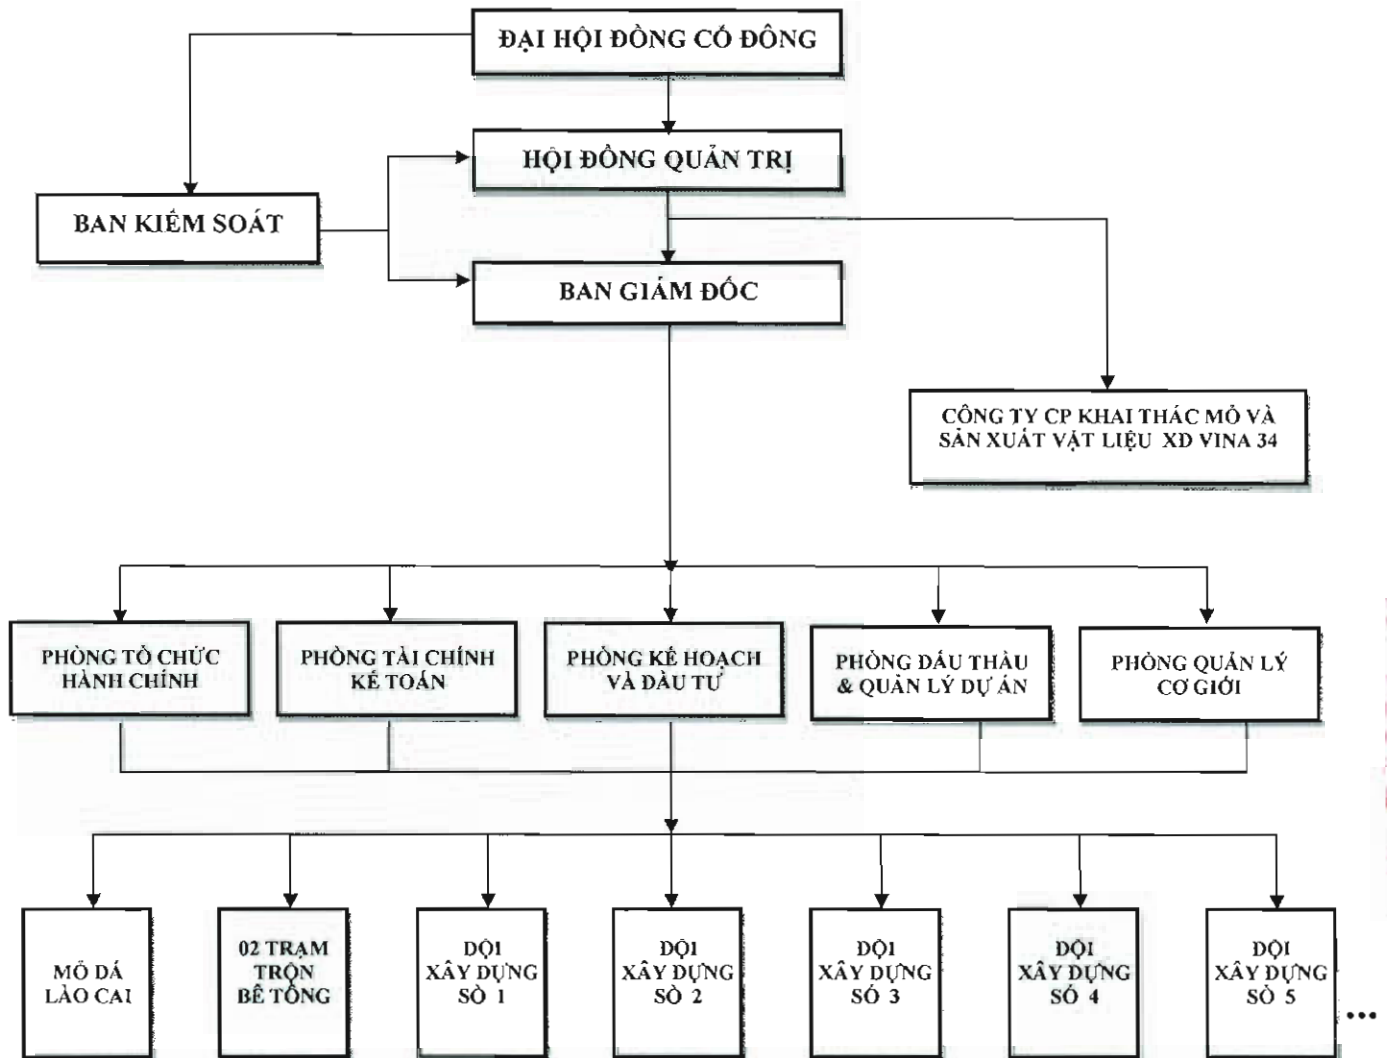 ĐẠI HỘI ĐỒNG CỔ ĐÔNG
HỘI ĐỒNG QUẢN TRỊ
BAN KIỂM SOÁT
BAN GIÁM ĐỐC
CÔNG TY CP KHAI THÁC MỎ VÀ
SẢN XUẤT VẬT LIỆU XD VINA 34
PHÒNG TỔ CHỨC
HÀNH CHÍNH
PHÒNG TÀI CHÍNH
KẾ TOÁN
PHÒNG KẾ HOẠCH
VÀ ĐẦU TƯ
PHÒNG ĐẤU THẦU
& QUẢN LÝ DỰ ÁN
PHÒNG QUẢN LÝ
CƠ GIỚI
MỎ ĐÁ
LÀO CAI
02 TRẠM
TRỘN
BÊ TÔNG
ĐỘI
XÂY DỰNG
SỐ 1
ĐỘI
XÂY DỰNG
SỐ 2
ĐỘI
XÂY DỰNG
SỐ 3
ĐỘI
XÂY DỰNG
SỐ 4
ĐỘI
XÂY DỰNG
SỐ 5
...